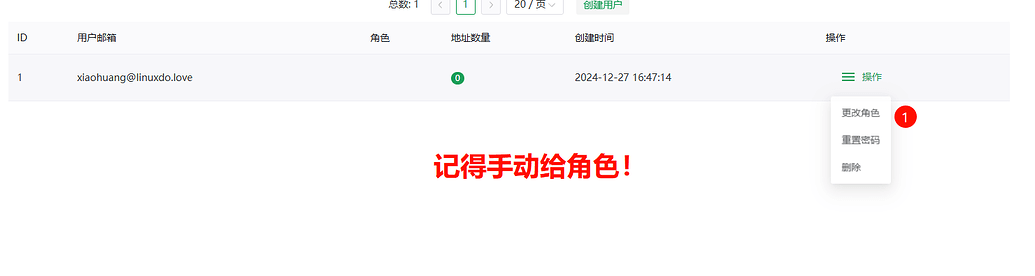 总数: 1 1 20 / 页 创建用户
ID 用户邮箱 角色 地址数量 创建时间 操作
1 xiaohuang@linuxdo.love 0 2024-12-27 16:47:14 操作
更改角色 1
重置密码
删除
记得手动给角色！